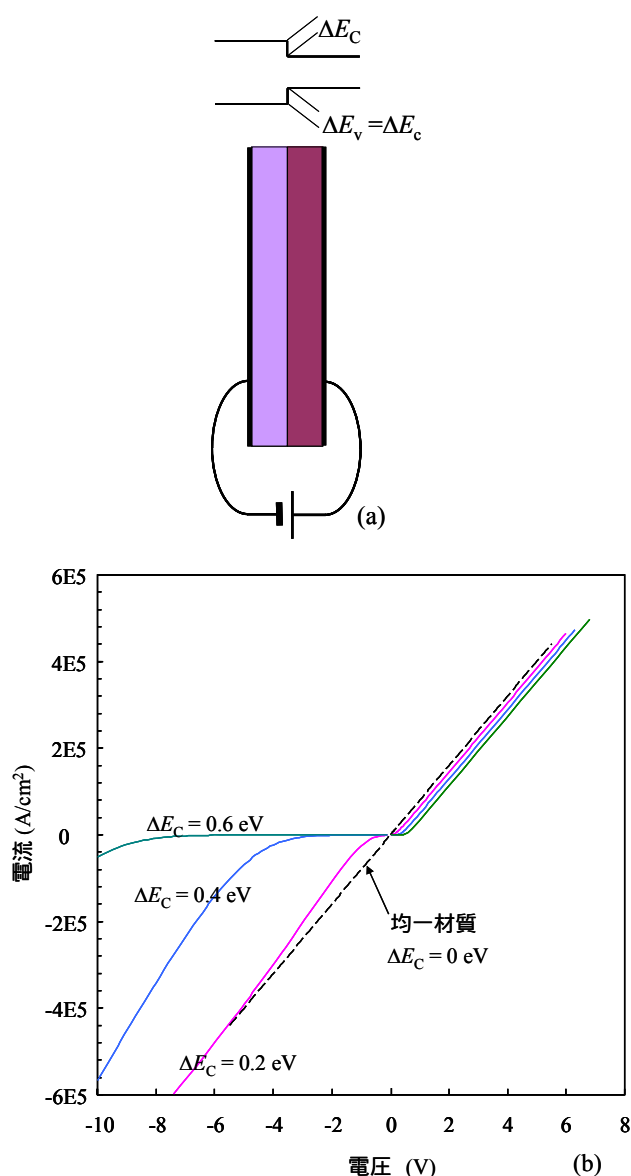 ΔE_C
ΔE_v =ΔE_c
(a)
6E5
4E5
2E5
0
-2E5
-4E5
-6E5
電流 (A/cm²)
ΔE_C = 0.6 eV
ΔE_C = 0.4 eV
均一材質
ΔE_C = 0 eV
ΔE_C = 0.2 eV
-10 -8 -6 -4 -2 0 2 4 6 8
電圧 (V)
(b)